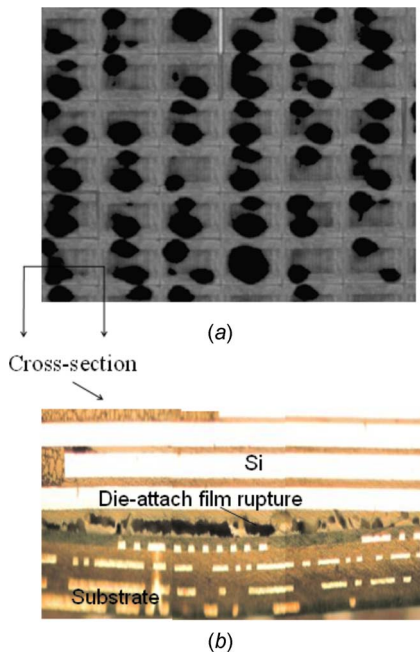 (a)
Cross-section
Si
Die-attach film rupture
Substrate
(b)